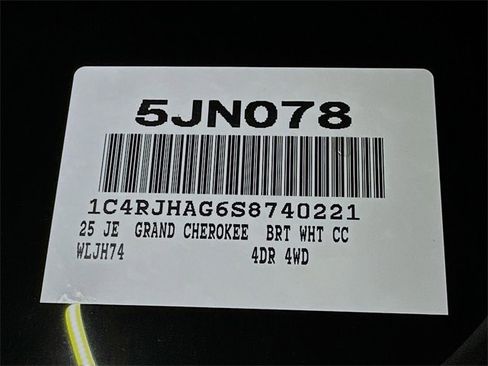 5JN078
1C4RJHAG6S8740221
25 JE GRAND CHEROKEE BRT WHT CC
WLJH74 4DR 4WD